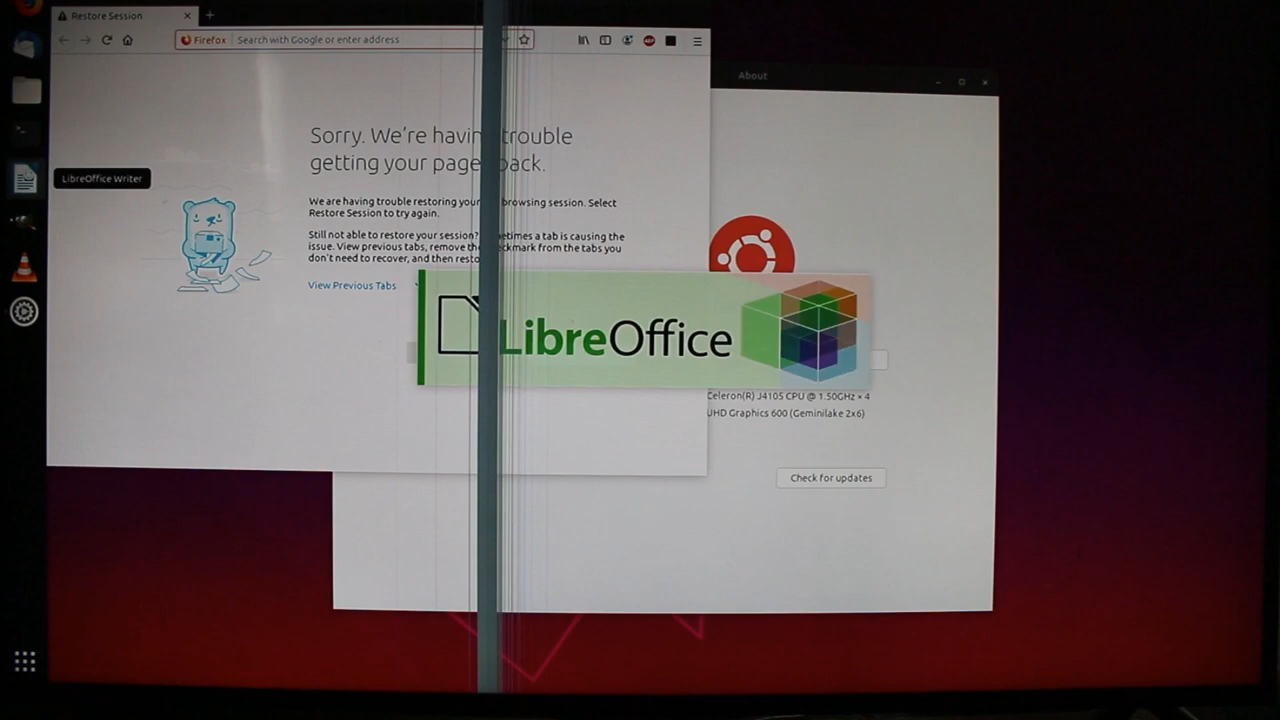 Restore Session
Firefox
Search with Google or enter address
About
Sorry. We're havin trouble
getting your page back.
LibreOffice Writer
We are having trouble restoring your browsing session. Select
Restore Session to try again.
Still not able to restore your session? etimes a tab is causing the
issue. View previous tabs, remove the ckmark from the tabs you
don't need to recover, and then resto
View Previous Tabs
LibreOffice
Celeron(R) J4105 CPU @ 1.50GHz × 4
UHD Graphics 600 (Geminilake 2x6)
Check for updates